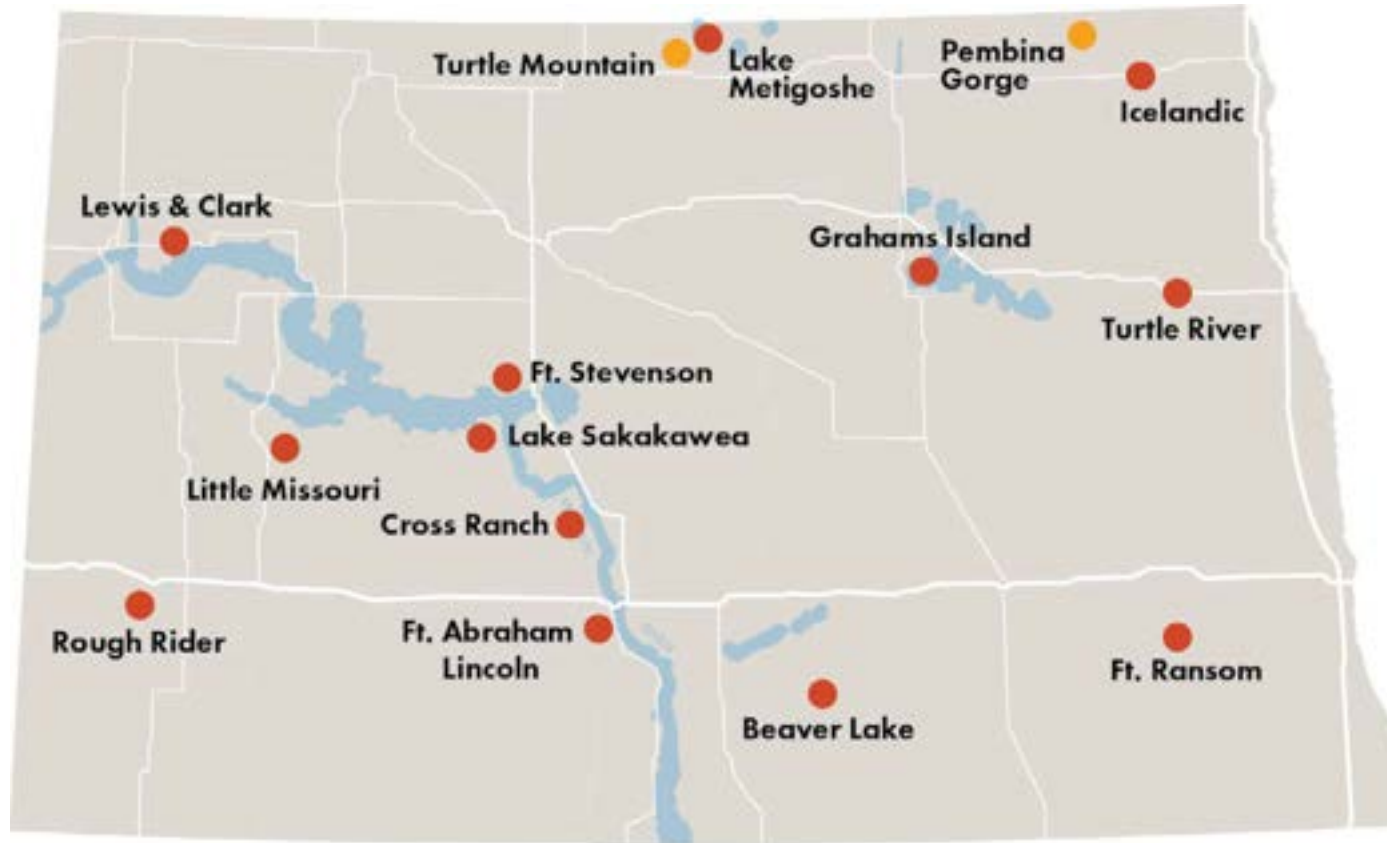 Turtle Mountain
Lake
Metigoshe
Pembina
Gorge
Icelandic
Lewis & Clark
Grahams Island
Turtle River
Ft. Stevenson
Lake Sakakawea
Little Missouri
Cross Ranch
Rough Rider
Ft. Abraham
Lincoln
Ft. Ransom
Beaver Lake